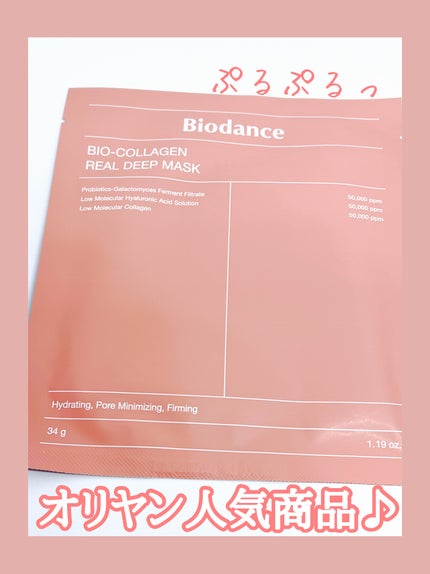 ぷるぷるっ
Biodance
BIO-COLLAGEN
REAL DEEP MASK
Probiotics-Galactomyces Ferment Filtrate
50,000 ppm
Low Molecular Hyaluronic Acid Solution
50,000 ppm
Low Molecular Collagen
50,000 ppm
Hydrating, Pore Minimizing, Firming
34 g
1.19 oz.
オリヤン人気商品♪